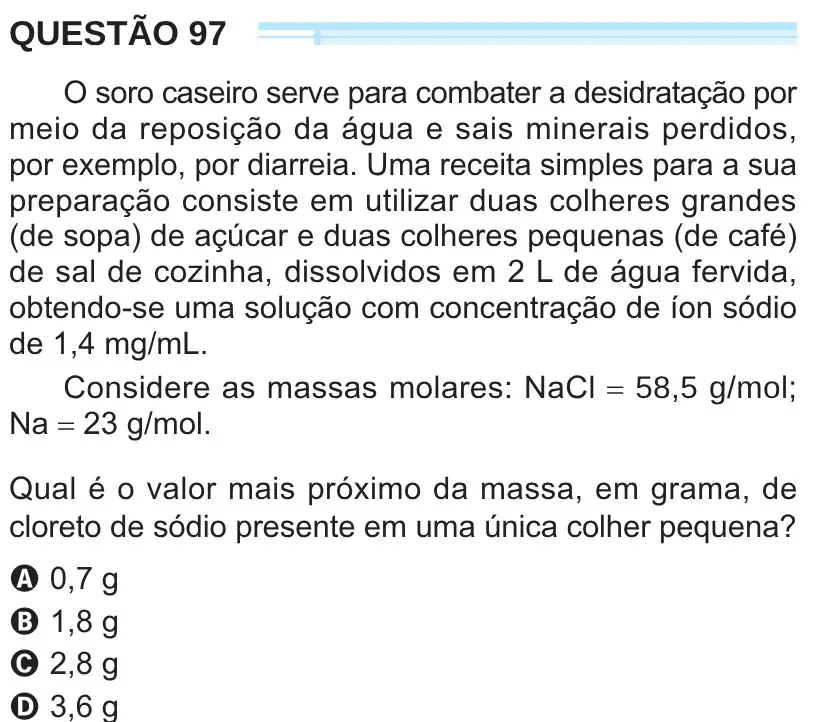 QUESTÃO 97
O soro caseiro serve para combater a desidratação por
meio da reposição da água e sais minerais perdidos,
por exemplo, por diarreia. Uma receita simples para a sua
preparação consiste em utilizar duas colheres grandes
(de sopa) de açúcar e duas colheres pequenas (de café)
de sal de cozinha, dissolvidos em 2 L de água fervida,
obtendo-se uma solução com concentração de íon sódio
de 1,4 mg/mL.
Considere as massas molares: NaCl = 58,5 g/mol;
Na = 23 g/mol.
Qual é o valor mais próximo da massa, em grama, de
cloreto de sódio presente em uma única colher pequena?
A 0,7 g
B 1,8 g
C 2,8 g
D 3,6 g